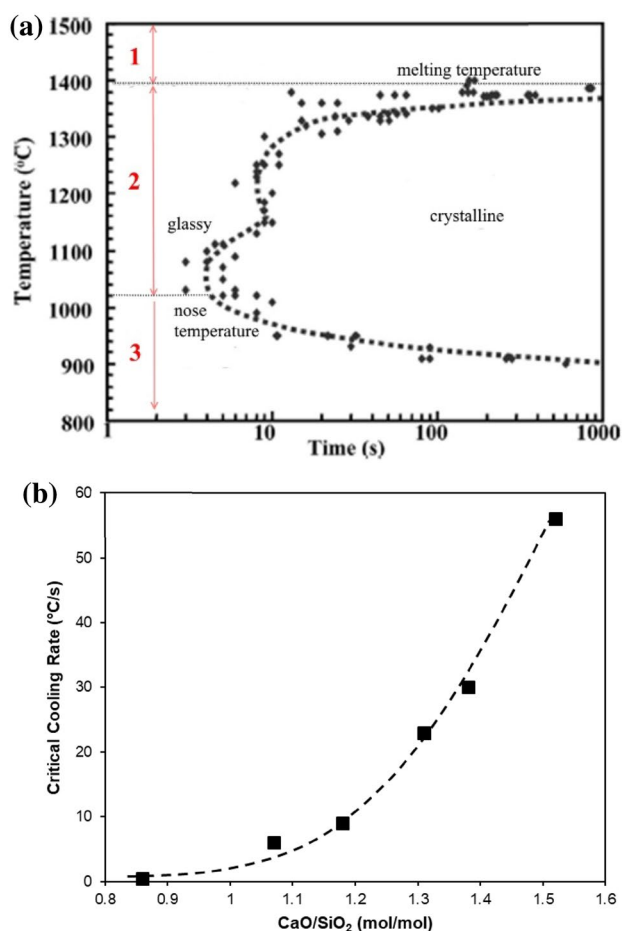 (a)
1500
1400
1300
1200
1100
1000
900
800
Temperature (°C)
1
2
3
melting temperature
glassy
crystalline
nose
temperature
1
10
100
1000
Time (s)
(b)
60
50
40
30
20
10
0
Critical Cooling Rate (°C/s)
0.8
0.9
1
1.1
1.2
1.3
1.4
1.5
1.6
CaO/SiO₂ (mol/mol)